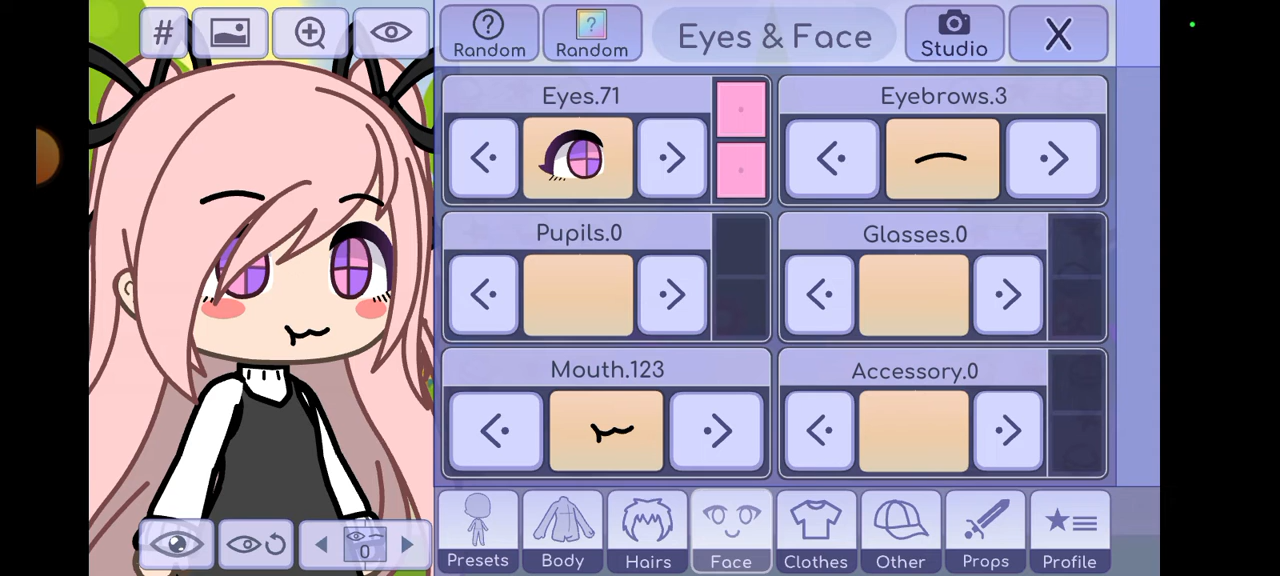 #
Random
Random
Eyes & Face
Studio
X
Eyes.71
Eyebrows.3
Pupils.0
Glasses.0
Mouth.123
Accessory.0
0
Presets
Body
Hairs
Face
Clothes
Other
Props
Profile